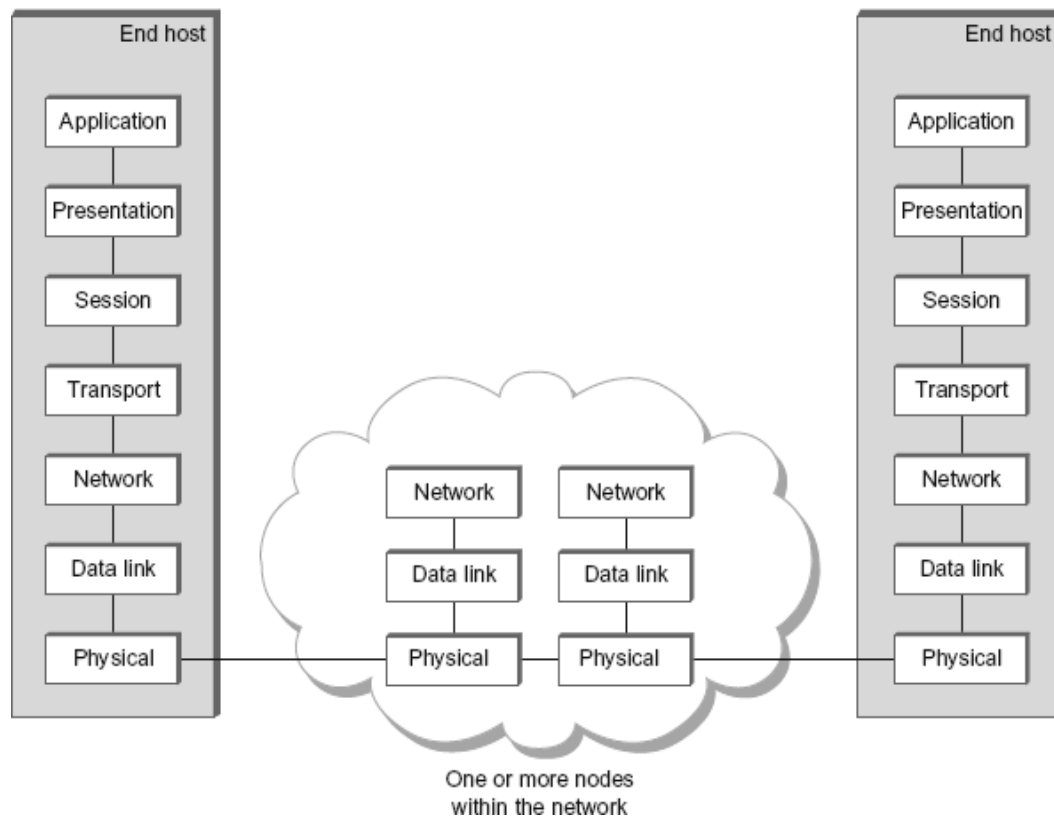 End host
Application
Presentation
Session
Transport
Network
Data link
Physical
Network
Data link
Physical
Network
Data link
Physical
End host
Application
Presentation
Session
Transport
Network
Data link
Physical
One or more nodes
within the network